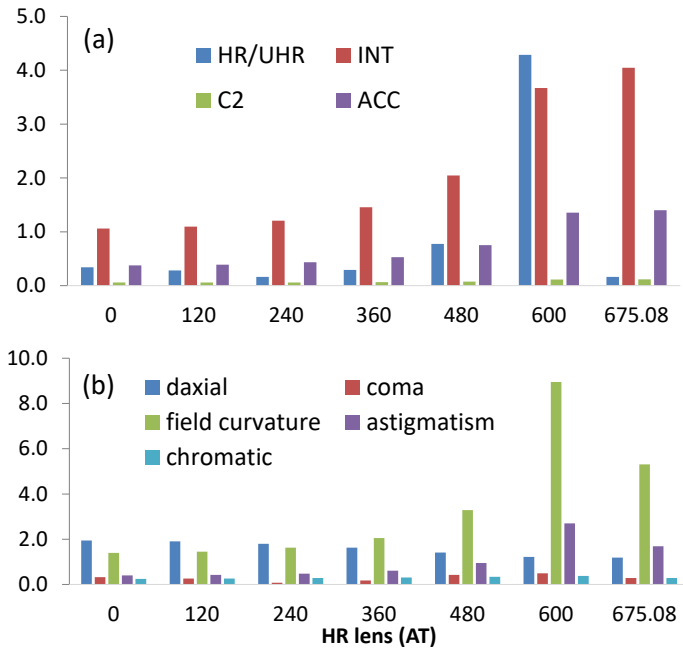 5.0
(a)
HR/UHR INT
4.0
C2 ACC
3.0
2.0
1.0
0.0
0 120 240 360 480 600 675.08
10.0
(b) daxial coma
8.0
field curvature astigmatism
6.0
chromatic
4.0
2.0
0.0
0 120 240 360 480 600 675.08
HR lens (AT)